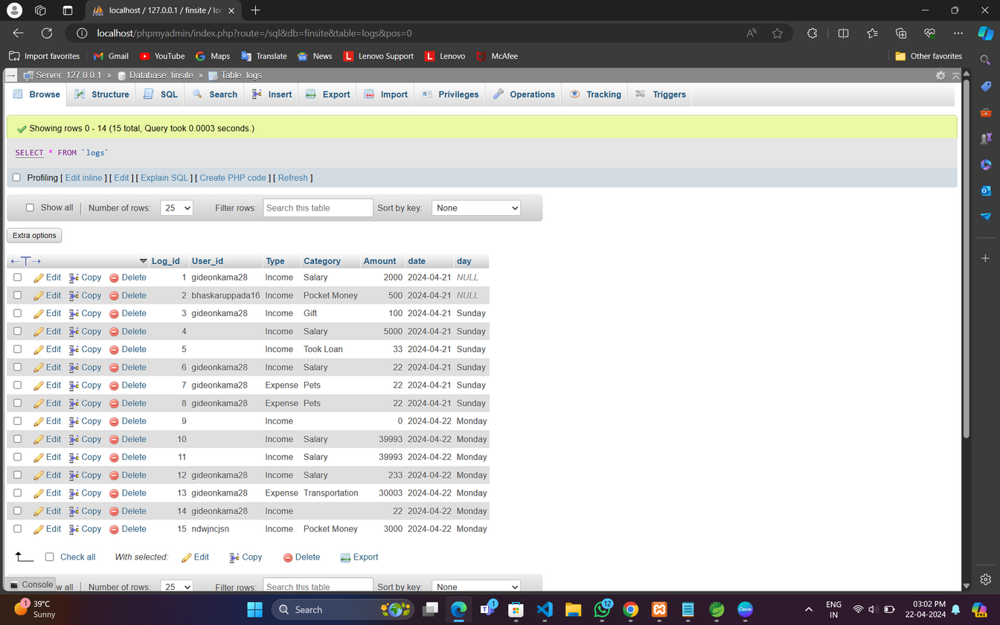 localhost / 127.0.0.1 / finsite / log
localhost/phpmyadmin/index.php?route=/sql&db=finsite&table=logs&pos=0
Import favorites Gmail YouTube Maps Translate News Lenovo Support Lenovo McAfee Other favorites
Server: 127.0.0.1 » Database: finsite » Table: logs
Browse Structure SQL Search Insert Export Import Privileges Operations Tracking Triggers
Showing rows 0 - 14 (15 total, Query took 0.0003 seconds.)
SELECT * FROM `logs`
Profiling [ Edit inline ] [ Edit ] [ Explain SQL ] [ Create PHP code ] [ Refresh ]
Show all Number of rows: 25 Filter rows: Search this table Sort by key: None
Extra options
Log_id User_id Type Category Amount date day
Edit Copy Delete 1 gideonkama28 Income Salary 2000 2024-04-21 NULL
Edit Copy Delete 2 bhaskaruppada16 Income Pocket Money 500 2024-04-21 NULL
Edit Copy Delete 3 gideonkama28 Income Gift 100 2024-04-21 Sunday
Edit Copy Delete 4 Income Salary 5000 2024-04-21 Sunday
Edit Copy Delete 5 Income Took Loan 33 2024-04-21 Sunday
Edit Copy Delete 6 gideonkama28 Income Salary 22 2024-04-21 Sunday
Edit Copy Delete 7 gideonkama28 Expense Pets 22 2024-04-21 Sunday
Edit Copy Delete 8 gideonkama28 Expense Pets 22 2024-04-21 Sunday
Edit Copy Delete 9 Income 0 2024-04-22 Monday
Edit Copy Delete 10 Income Salary 39993 2024-04-22 Monday
Edit Copy Delete 11 Income Salary 39993 2024-04-22 Monday
Edit Copy Delete 12 gideonkama28 Income Salary 233 2024-04-22 Monday
Edit Copy Delete 13 gideonkama28 Expense Transportation 30003 2024-04-22 Monday
Edit Copy Delete 14 gideonkama28 Income 22 2024-04-22 Monday
Edit Copy Delete 15 ndwjncjsn Income Pocket Money 3000 2024-04-22 Monday
Check all With selected: Edit Copy Delete Export
Console w all Number of rows: 25 Filter rows: Search this table Sort by key: None
1 39°C Search 1 12 Canva ENG 03:02 PM
Sunny IN 22-04-2024 PRE